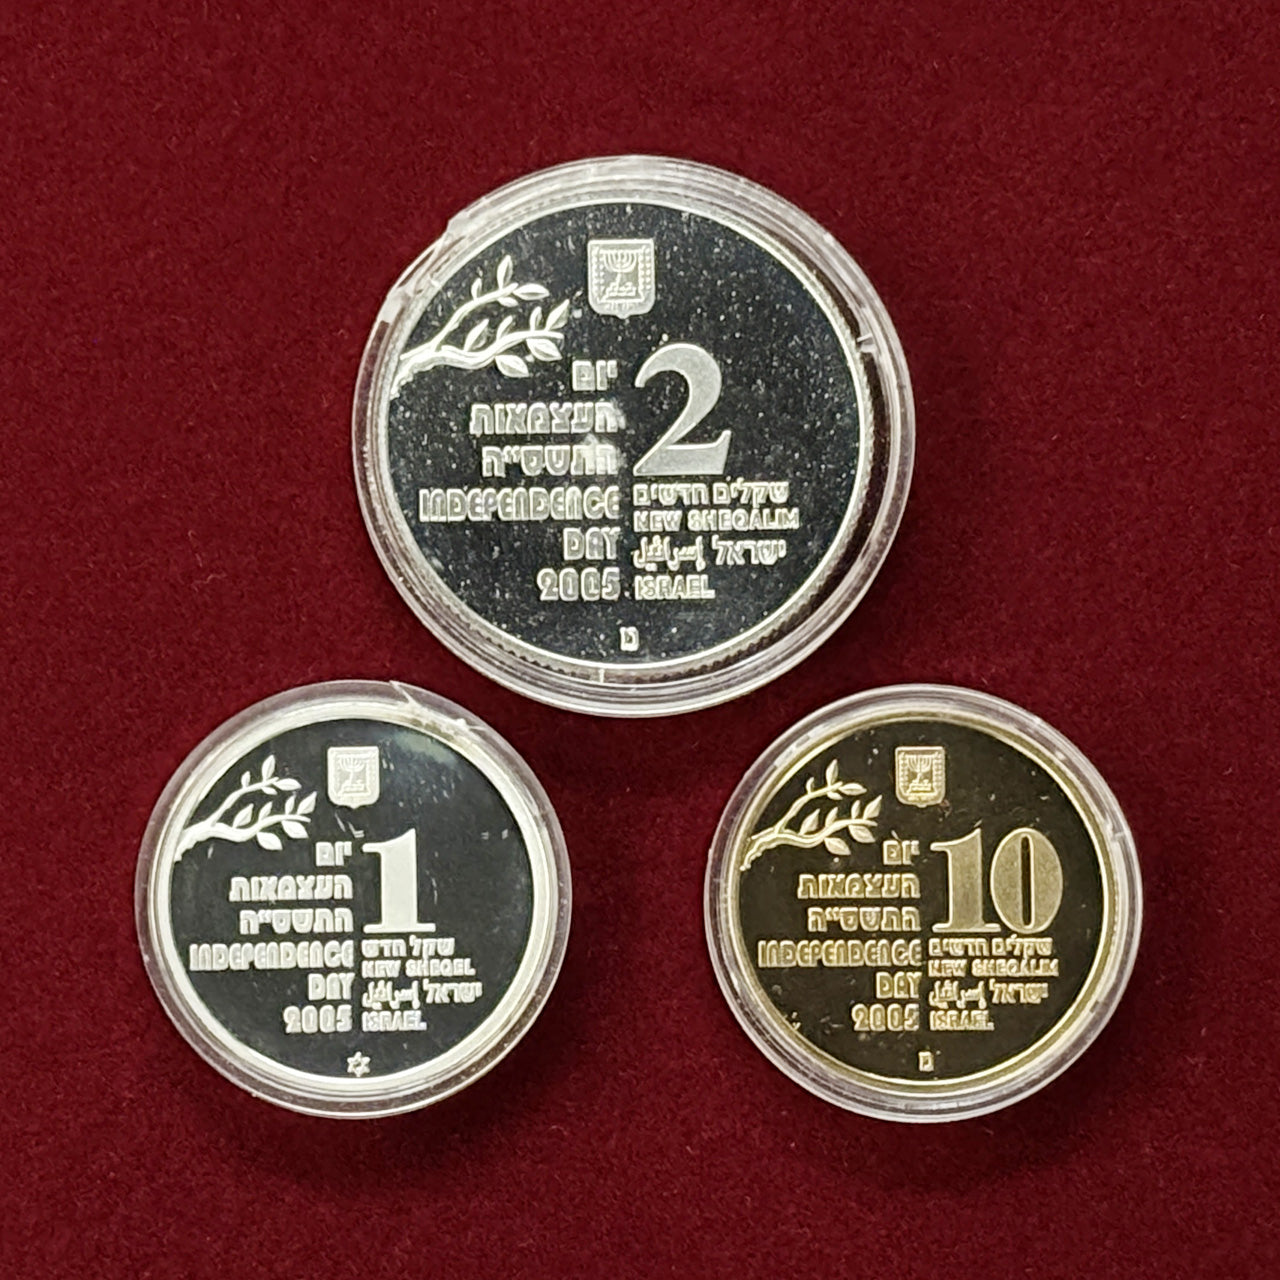 יום
העצמאות
התשס"ה
INDEPENDENCE
DAY
2005
2
שקלים חדשים
NEW SHEQALIM
ישראל إسرائيل
ISRAEL
מ
יום
העצמאות
התשס"ה
INDEPENDENCE
DAY
2005
1
שקל חדש
NEW SHEQEL
ישראל إسرائيل
ISRAEL
יום
העצמאות
התשס"ה
INDEPENDENCE
DAY
2005
10
שקלים חדשים
NEW SHEQALIM
ישראל إسرائيل
ISRAEL
מ